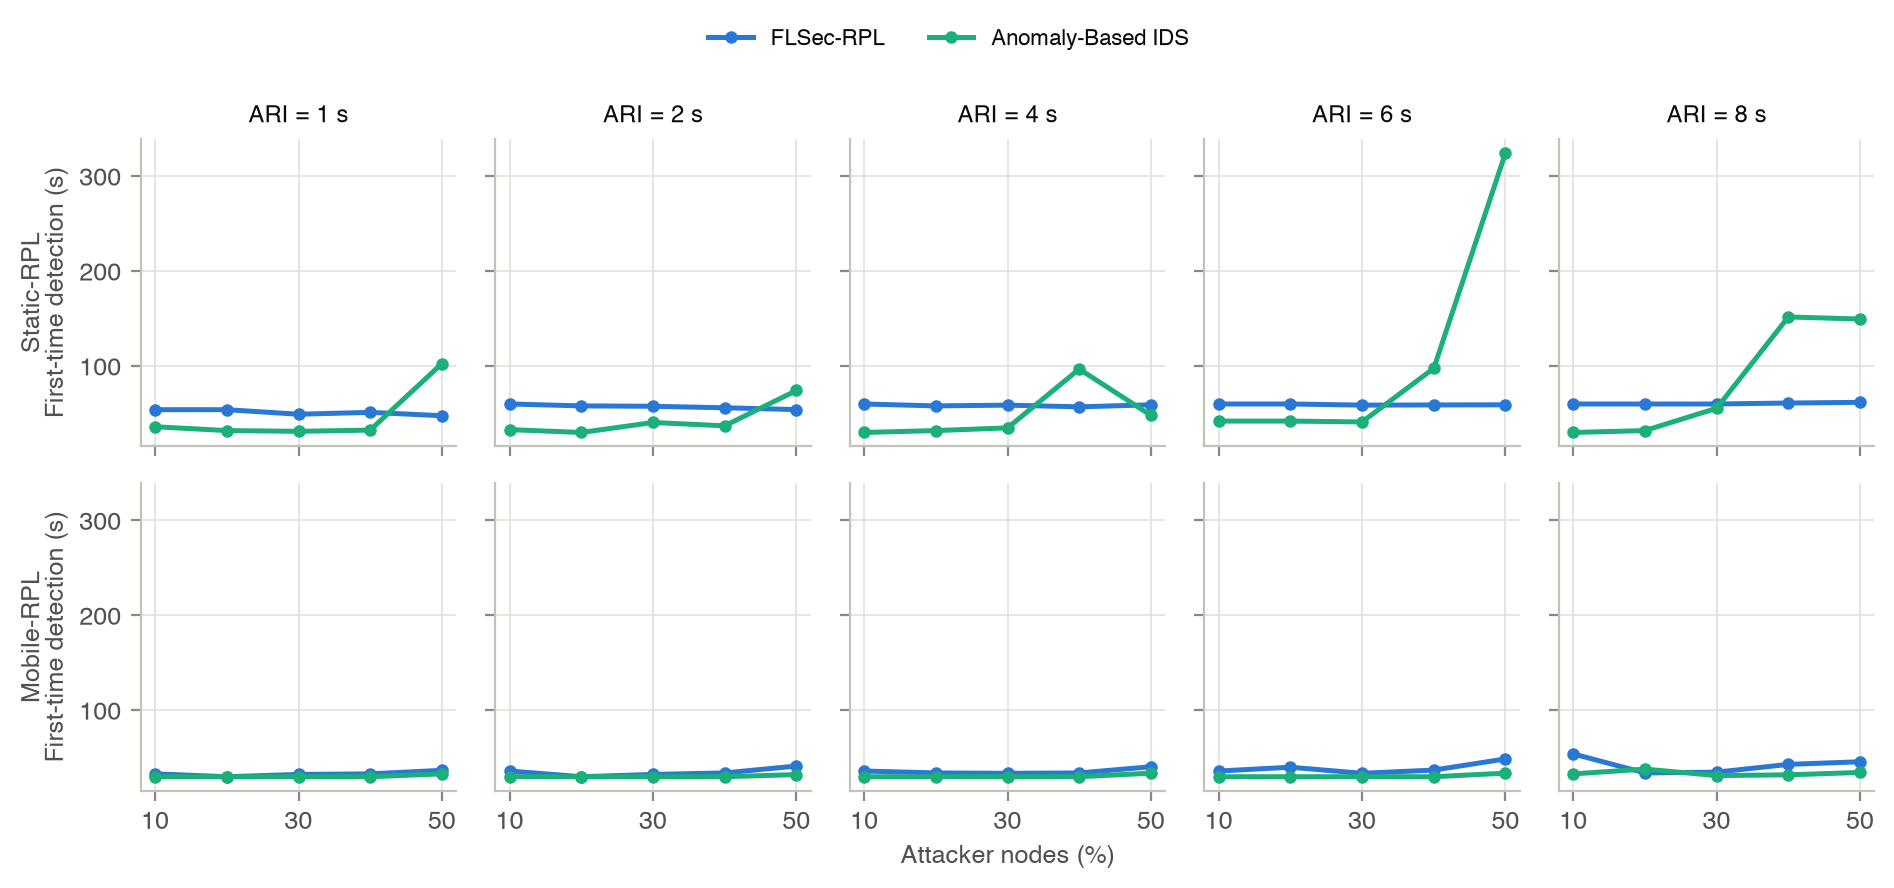 FLSec-RPL
Anomaly-Based IDS
ARI = 1 s
ARI = 2 s
ARI = 4 s
ARI = 6 s
ARI = 8 s
Static-RPL
First-time detection (s)
300
200
100
Mobile-RPL
First-time detection (s)
300
200
100
10 30 50
10 30 50
10 30 50
10 30 50
10 30 50
Attacker nodes (%)